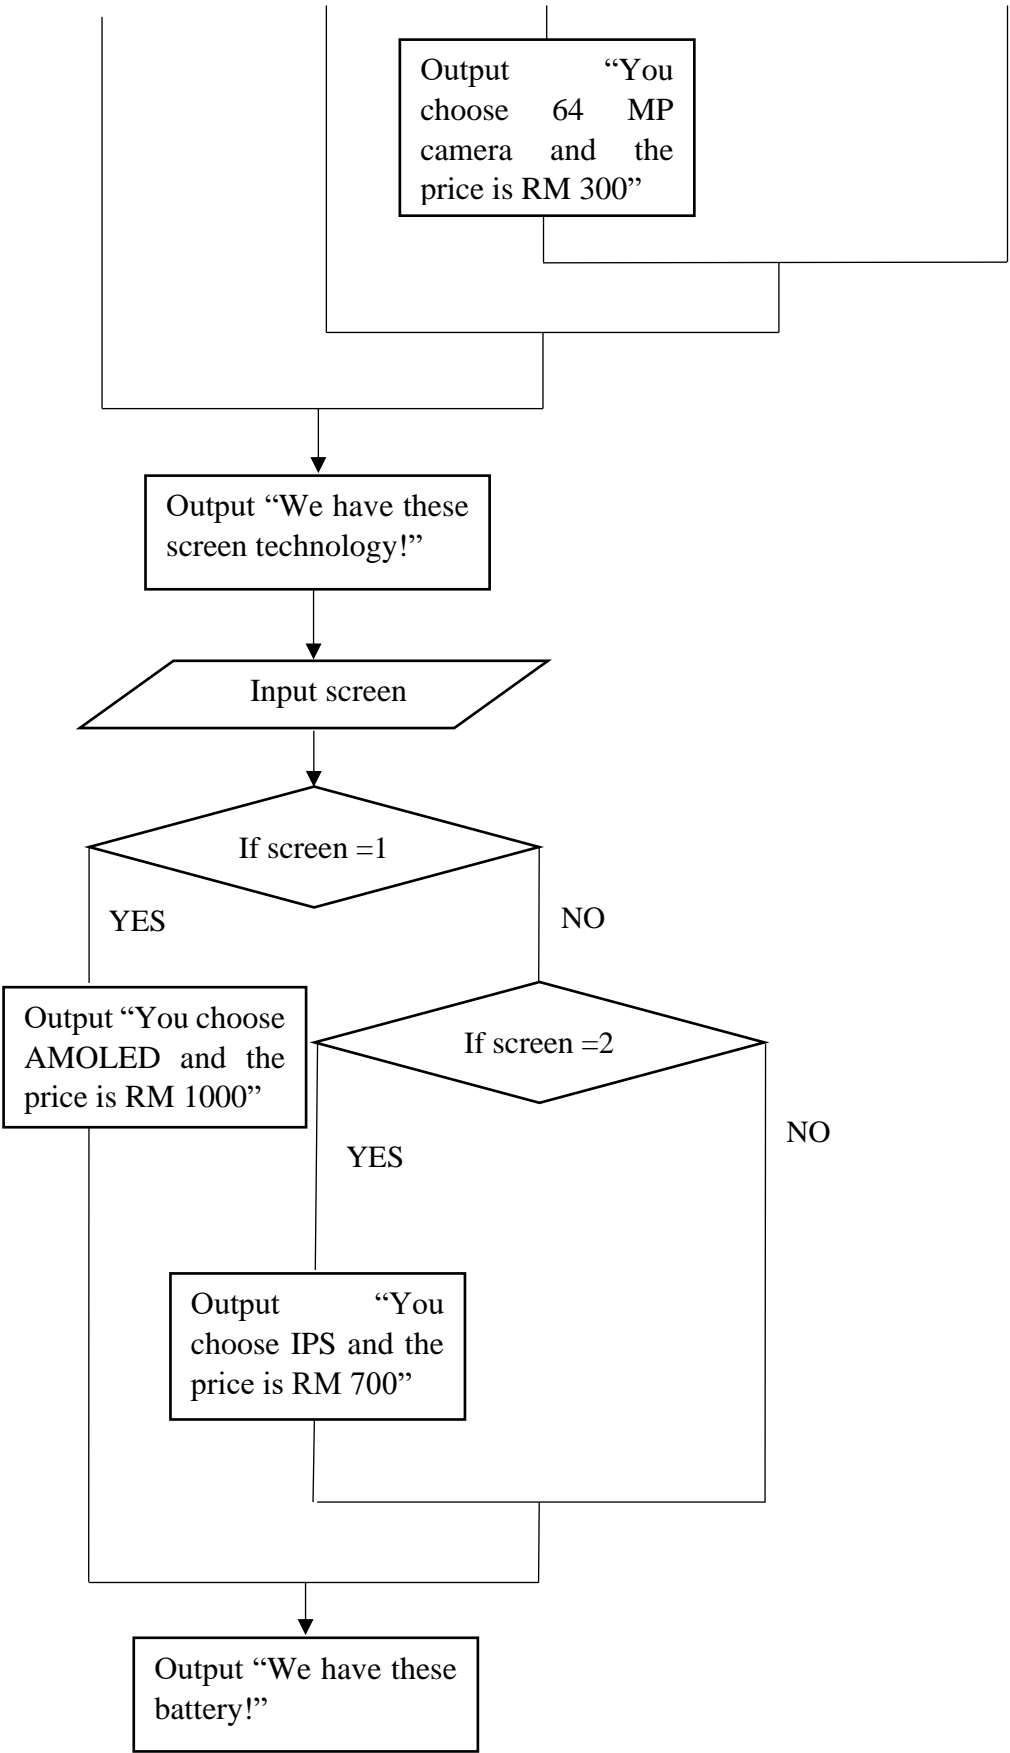 Output “You
choose 64 MP
camera and the
price is RM 300”
Output “We have these
screen technology!”
Input screen
If screen =1
YES
NO
Output “You choose
AMOLED and the
price is RM 1000”
If screen =2
YES
NO
Output “You
choose IPS and the
price is RM 700”
Output “We have these
battery!”